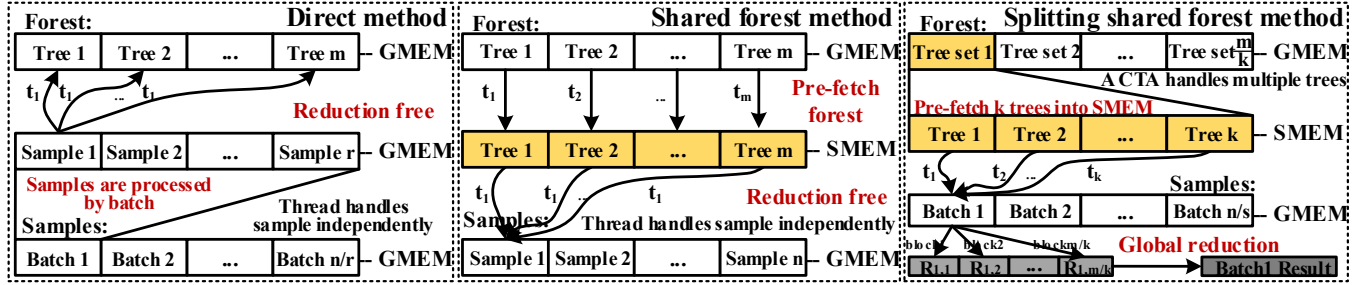 Direct method
Forest:
Tree 1 Tree 2 ... Tree m GMEM
t1 t1 ... t1
Reduction free
Sample 1 Sample 2 ... Sample r GMEM
Samples are processed
by batch
Thread handles
sample independently
Samples:
Batch 1 Batch 2 ... Batch n/r GMEM
Shared forest method
Forest:
Tree 1 Tree 2 ... Tree m GMEM
t1 t2 ... tm
Pre-fetch
forest
Tree 1 Tree 2 ... Tree m SMEM
t1 t1 ... t1
Reduction free
Samples:
Thread handles sample independently
Sample 1 Sample 2 ... Sample n GMEM
Splitting shared forest method
Forest:
Tree set 1 Tree set 2 ... Tree set m/k GMEM
A CTA handles multiple trees
Pre-fetch k trees into SMEM
Tree 1 Tree 2 ... Tree k SMEM
t1 t2 ... tk
Samples:
Batch 1 Batch 2 ... Batch n/s GMEM
block1 block2 blockm/k
Global reduction
R1,1 R1,2 ... R1,m/k Batch1 Result